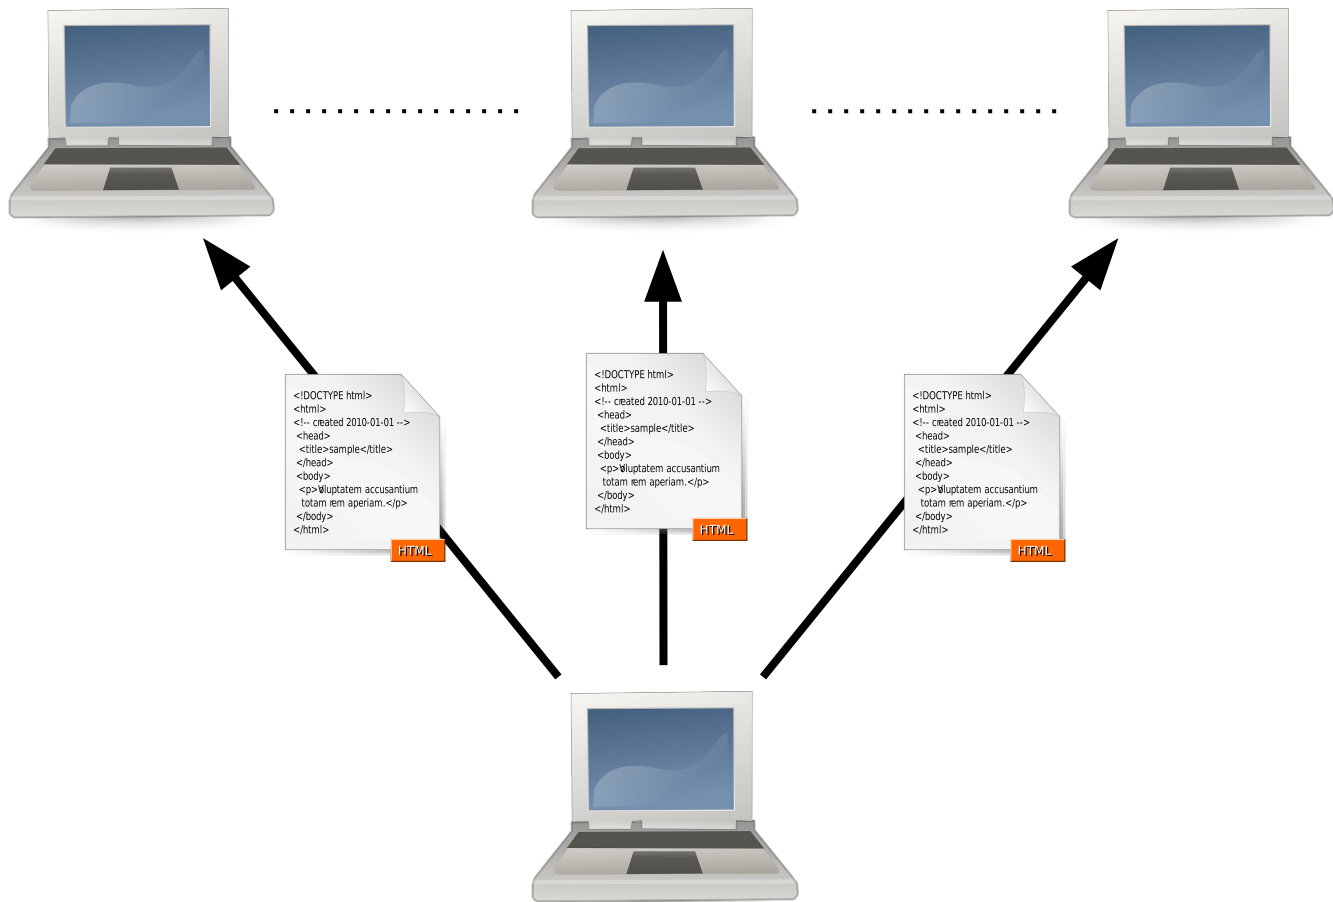 <!DOCTYPE html>
<html>
<!-- created 2010-01-01 -->
<head>
<title>sample</title>
</head>
<body>
<p>Voluptatem accusantium
totam rem aperiam.</p>
</body>
</html>
HTML
<!DOCTYPE html>
<html>
<!-- created 2010-01-01 -->
<head>
<title>sample</title>
</head>
<body>
<p>Voluptatem accusantium
totam rem aperiam.</p>
</body>
</html>
HTML
<!DOCTYPE html>
<html>
<!-- created 2010-01-01 -->
<head>
<title>sample</title>
</head>
<body>
<p>Voluptatem accusantium
totam rem aperiam.</p>
</body>
</html>
HTML